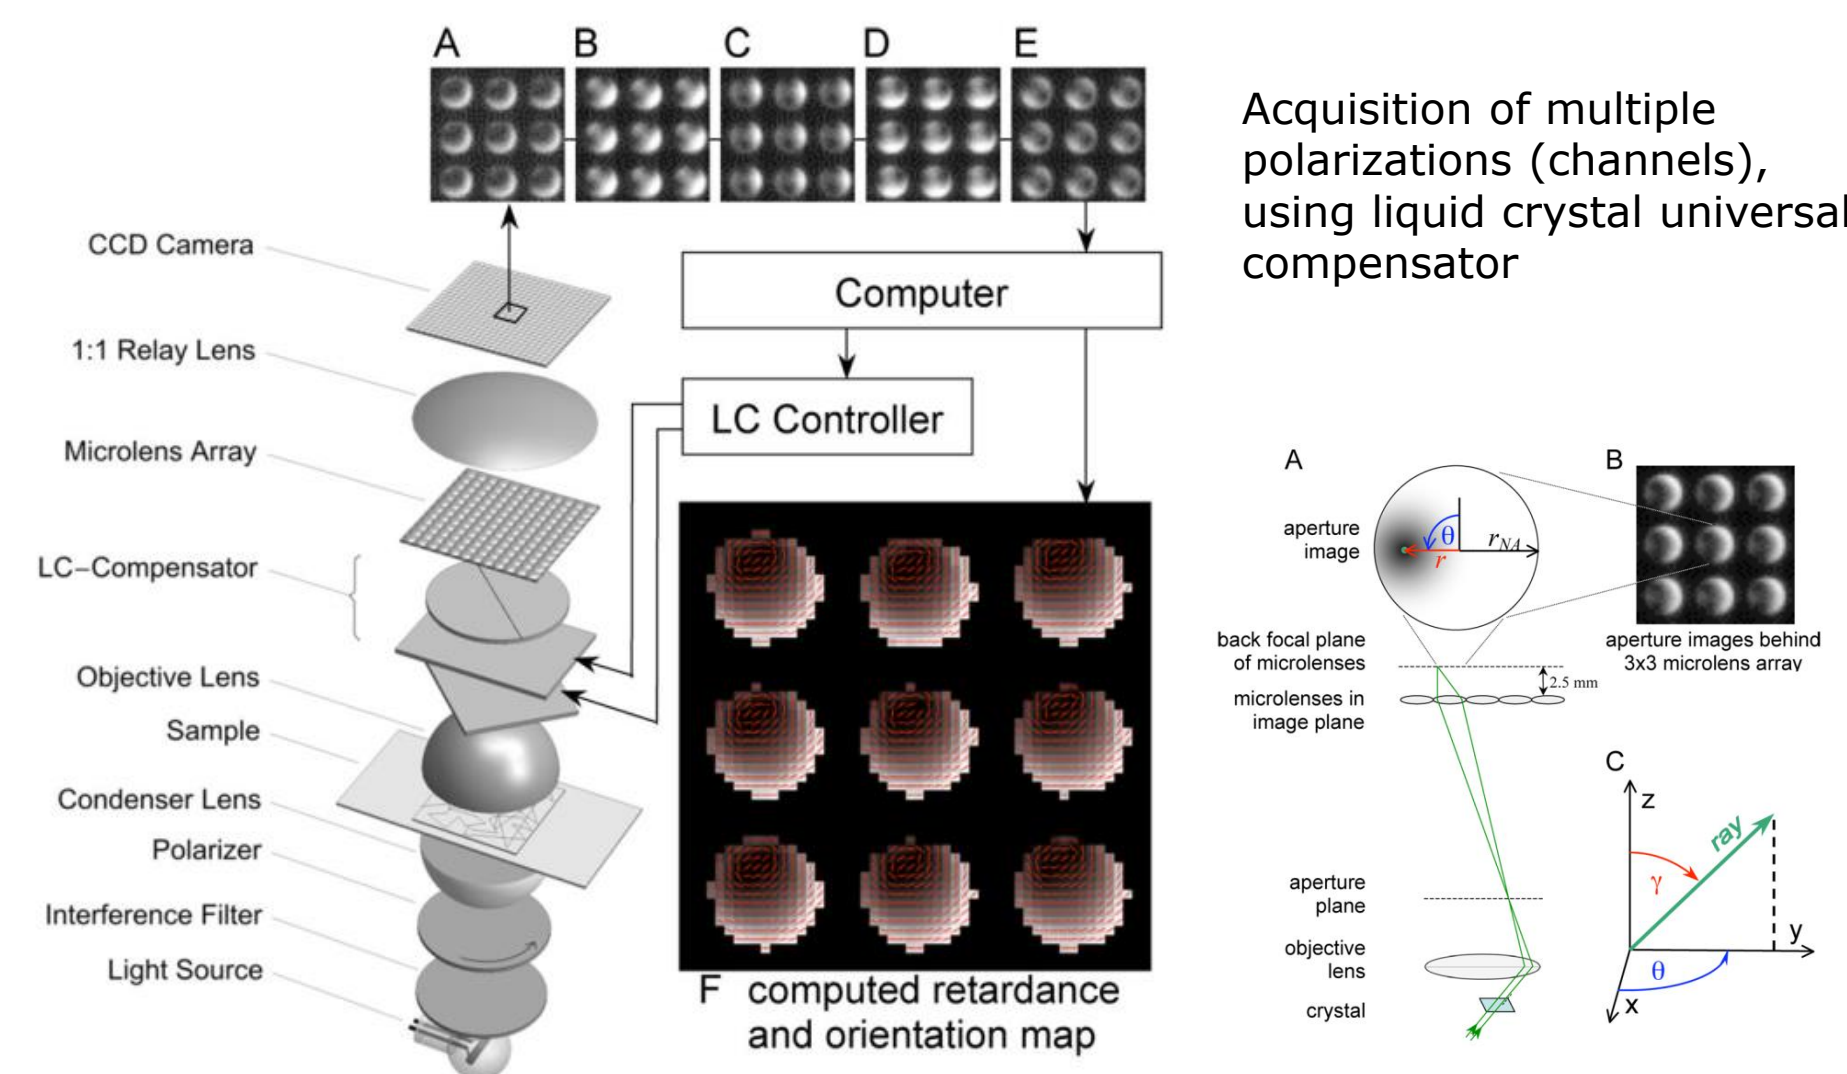 A
B
C
D
E
Acquisition of multiple
polarizations (channels),
using liquid crystal universal
compensator
CCD Camera
1:1 Relay Lens
Microlens Array
LC–Compensator
Objective Lens
Sample
Condenser Lens
Polarizer
Interference Filter
Light Source
Computer
LC Controller
F computed retardance
and orientation map
A
aperture
image
θ
r
rNA
B
aperture images behind
3x3 microlens array
back focal plane
of microlenses
2.5 mm
microlenses in
image plane
aperture
plane
objective
lens
crystal
C
z
ray
γ
y
θ
x